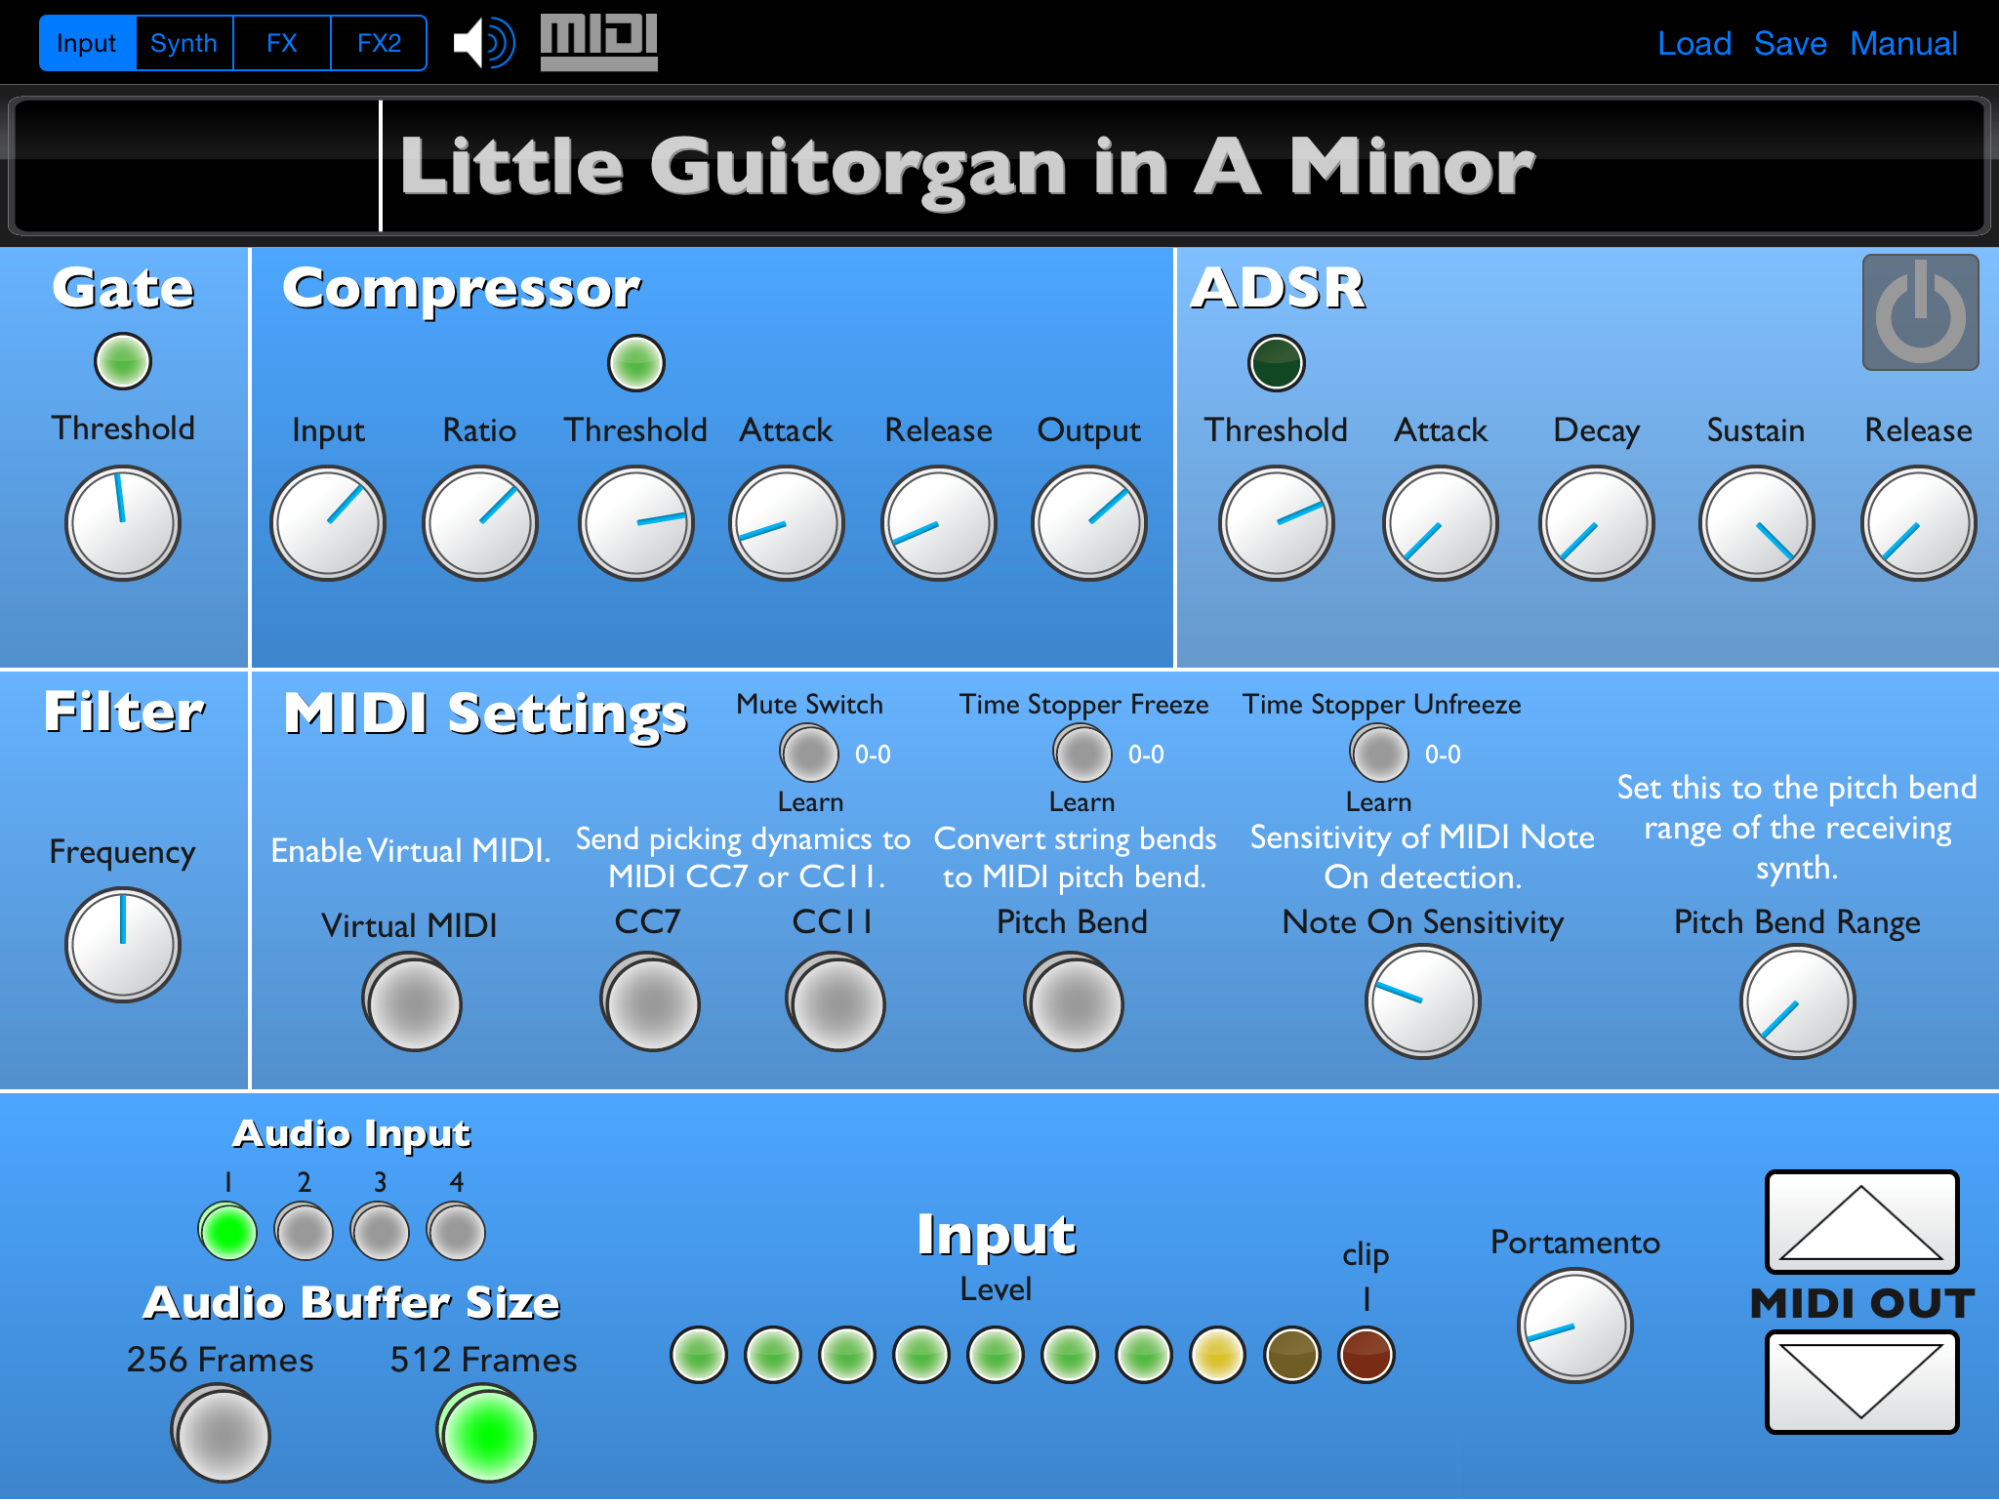 Input Synth FX FX2 MIDI Load Save Manual
Little Guitorgan in A Minor
Gate
Threshold
Compressor
Input Ratio Threshold Attack Release Output
ADSR
Threshold Attack Decay Sustain Release
Filter
Frequency
MIDI Settings
Mute Switch
0-0
Learn
Time Stopper Freeze
0-0
Learn
Time Stopper Unfreeze
0-0
Learn
Enable Virtual MIDI.
Virtual MIDI
Send picking dynamics to
MIDI CC7 or CC11.
CC7 CC11
Convert string bends
to MIDI pitch bend.
Pitch Bend
Sensitivity of MIDI Note
On detection.
Note On Sensitivity
Set this to the pitch bend
range of the receiving
synth.
Pitch Bend Range
Audio Input
1 2 3 4
Audio Buffer Size
256 Frames 512 Frames
Input
Level
clip
Portamento
MIDI OUT